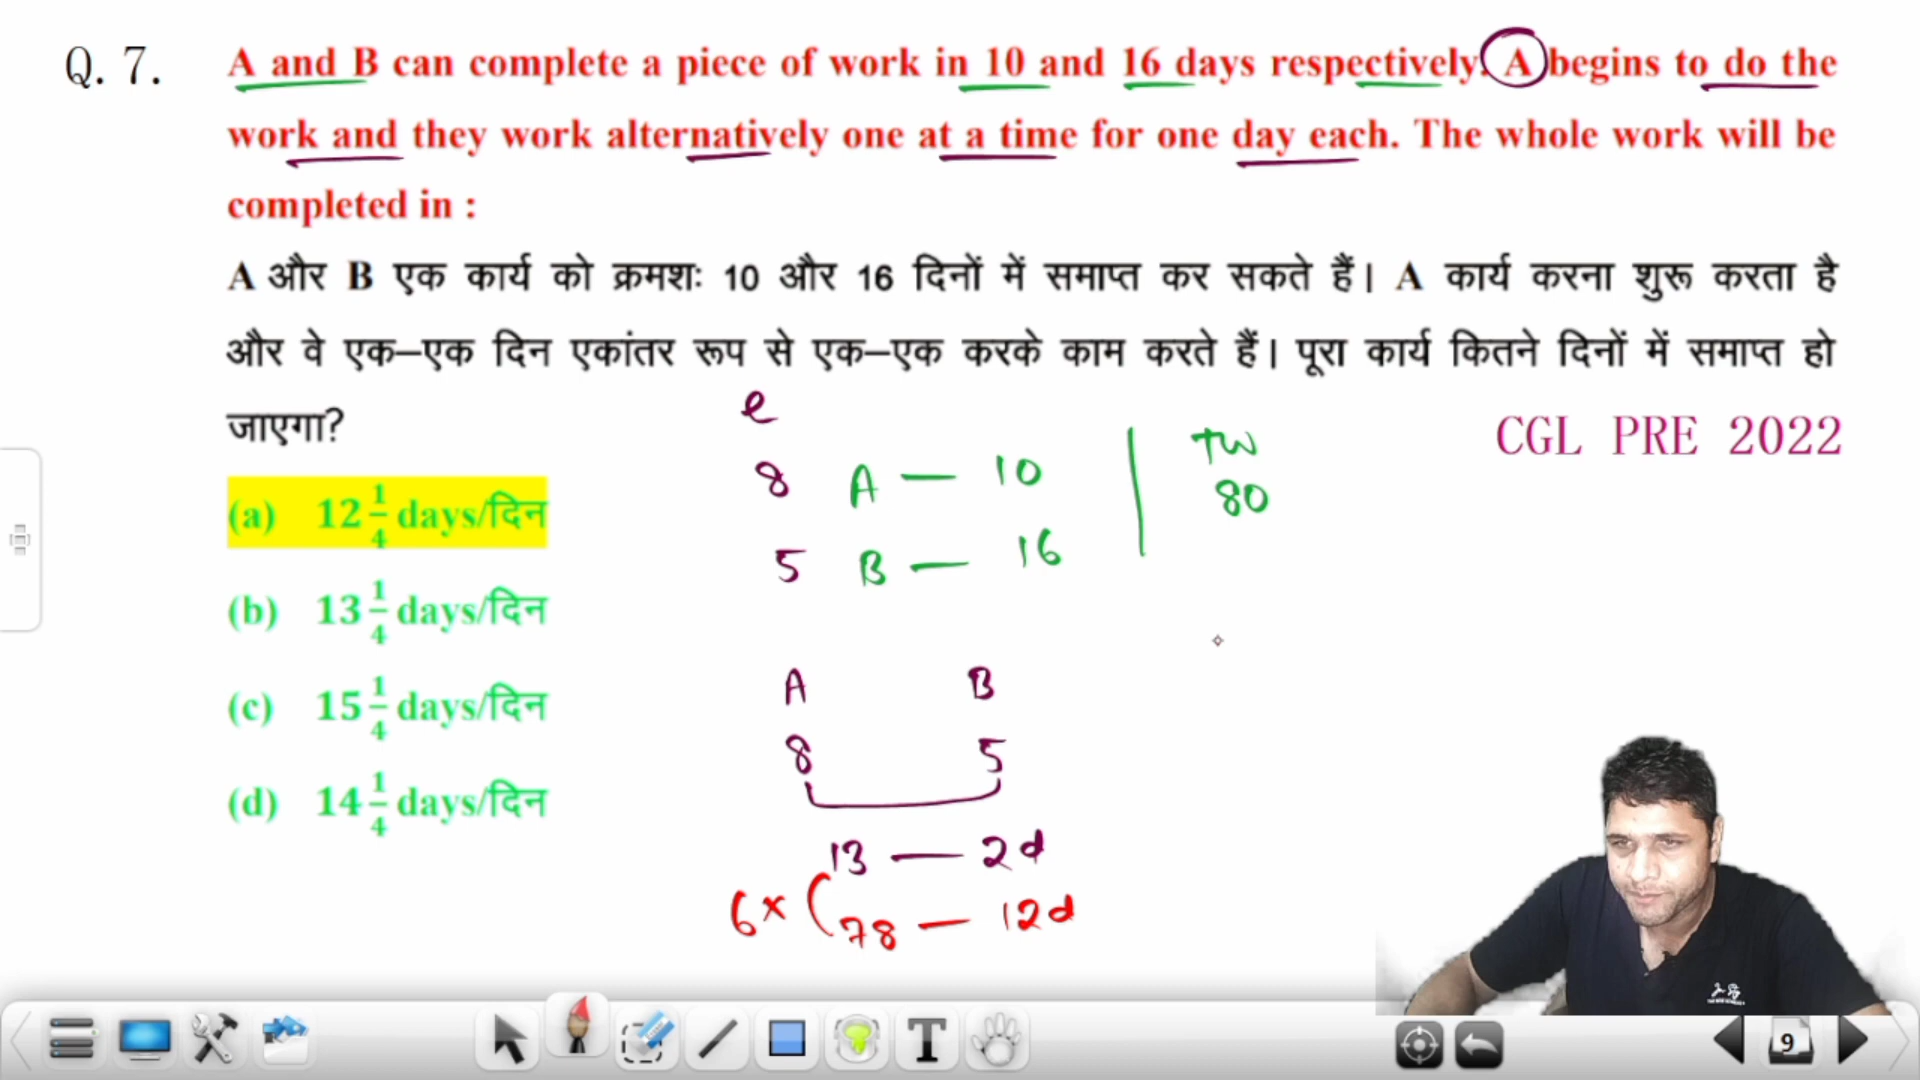 Q. 7. A and B can complete a piece of work in 10 and 16 days respectively. A begins to do the
work and they work alternatively one at a time for one day each. The whole work will be
completed in :
A और B एक कार्य को क्रमशः 10 और 16 दिनों में समाप्त कर सकते हैं। A कार्य करना शुरू करता है
और वे एक–एक दिन एकांतर रूप से एक–एक करके काम करते हैं। पूरा कार्य कितने दिनों में समाप्त हो
जाएगा?
CGL PRE 2022
(a) 12 1/4 days/दिन
(b) 13 1/4 days/दिन
(c) 15 1/4 days/दिन
(d) 14 1/4 days/दिन
e
8 A — 10
5 B — 16
TW
80
A B
8 5
13 — 2d
6x ( 78 — 12d
T
9